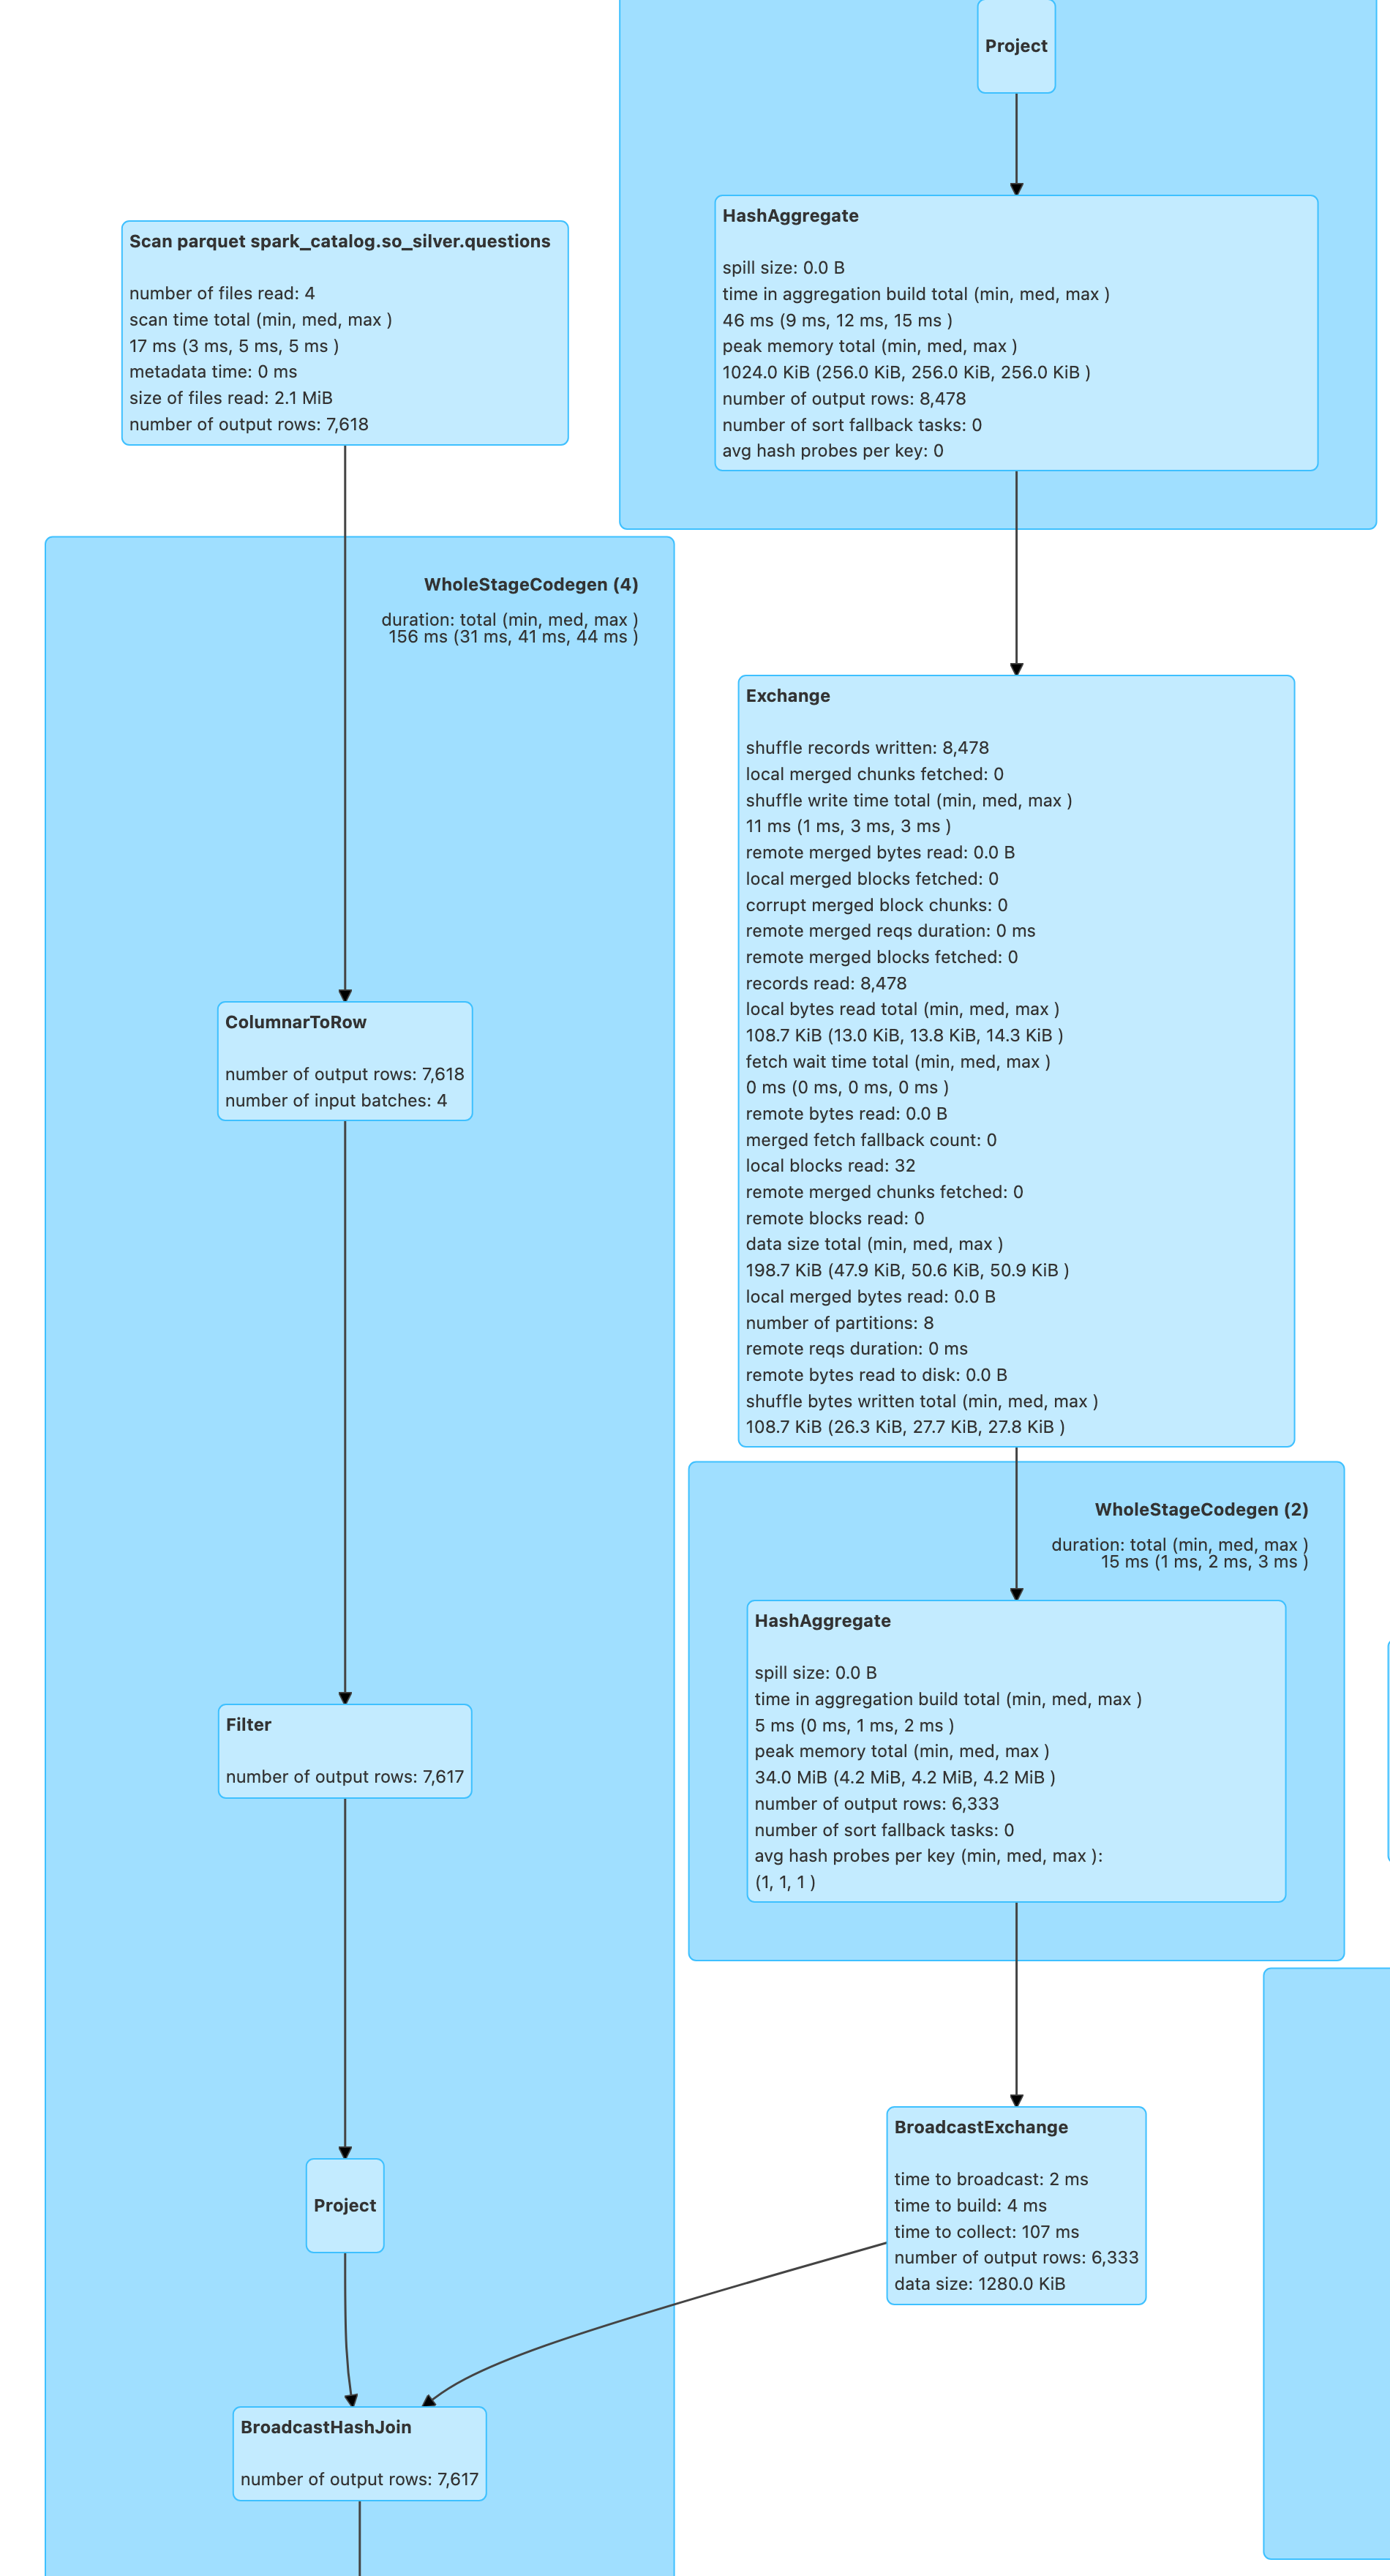 Project
HashAggregate
spill size: 0.0 B
time in aggregation build total (min, med, max )
46 ms (9 ms, 12 ms, 15 ms )
peak memory total (min, med, max )
1024.0 KiB (256.0 KiB, 256.0 KiB, 256.0 KiB )
number of output rows: 8,478
number of sort fallback tasks: 0
avg hash probes per key: 0
Scan parquet spark_catalog.so_silver.questions
number of files read: 4
scan time total (min, med, max )
17 ms (3 ms, 5 ms, 5 ms )
metadata time: 0 ms
size of files read: 2.1 MiB
number of output rows: 7,618
WholeStageCodegen (4)
duration: total (min, med, max )
156 ms (31 ms, 41 ms, 44 ms )
Exchange
shuffle records written: 8,478
local merged chunks fetched: 0
shuffle write time total (min, med, max )
11 ms (1 ms, 3 ms, 3 ms )
remote merged bytes read: 0.0 B
local merged blocks fetched: 0
corrupt merged block chunks: 0
remote merged reqs duration: 0 ms
remote merged blocks fetched: 0
records read: 8,478
local bytes read total (min, med, max )
108.7 KiB (13.0 KiB, 13.8 KiB, 14.3 KiB )
fetch wait time total (min, med, max )
0 ms (0 ms, 0 ms, 0 ms )
remote bytes read: 0.0 B
merged fetch fallback count: 0
local blocks read: 32
remote merged chunks fetched: 0
remote blocks read: 0
data size total (min, med, max )
198.7 KiB (47.9 KiB, 50.6 KiB, 50.9 KiB )
local merged bytes read: 0.0 B
number of partitions: 8
remote reqs duration: 0 ms
remote bytes read to disk: 0.0 B
shuffle bytes written total (min, med, max )
108.7 KiB (26.3 KiB, 27.7 KiB, 27.8 KiB )
ColumnarToRow
number of output rows: 7,618
number of input batches: 4
WholeStageCodegen (2)
duration: total (min, med, max )
15 ms (1 ms, 2 ms, 3 ms )
HashAggregate
spill size: 0.0 B
time in aggregation build total (min, med, max )
5 ms (0 ms, 1 ms, 2 ms )
peak memory total (min, med, max )
34.0 MiB (4.2 MiB, 4.2 MiB, 4.2 MiB )
number of output rows: 6,333
number of sort fallback tasks: 0
avg hash probes per key (min, med, max ):
(1, 1, 1 )
Filter
number of output rows: 7,617
Project
BroadcastExchange
time to broadcast: 2 ms
time to build: 4 ms
time to collect: 107 ms
number of output rows: 6,333
data size: 1280.0 KiB
BroadcastHashJoin
number of output rows: 7,617